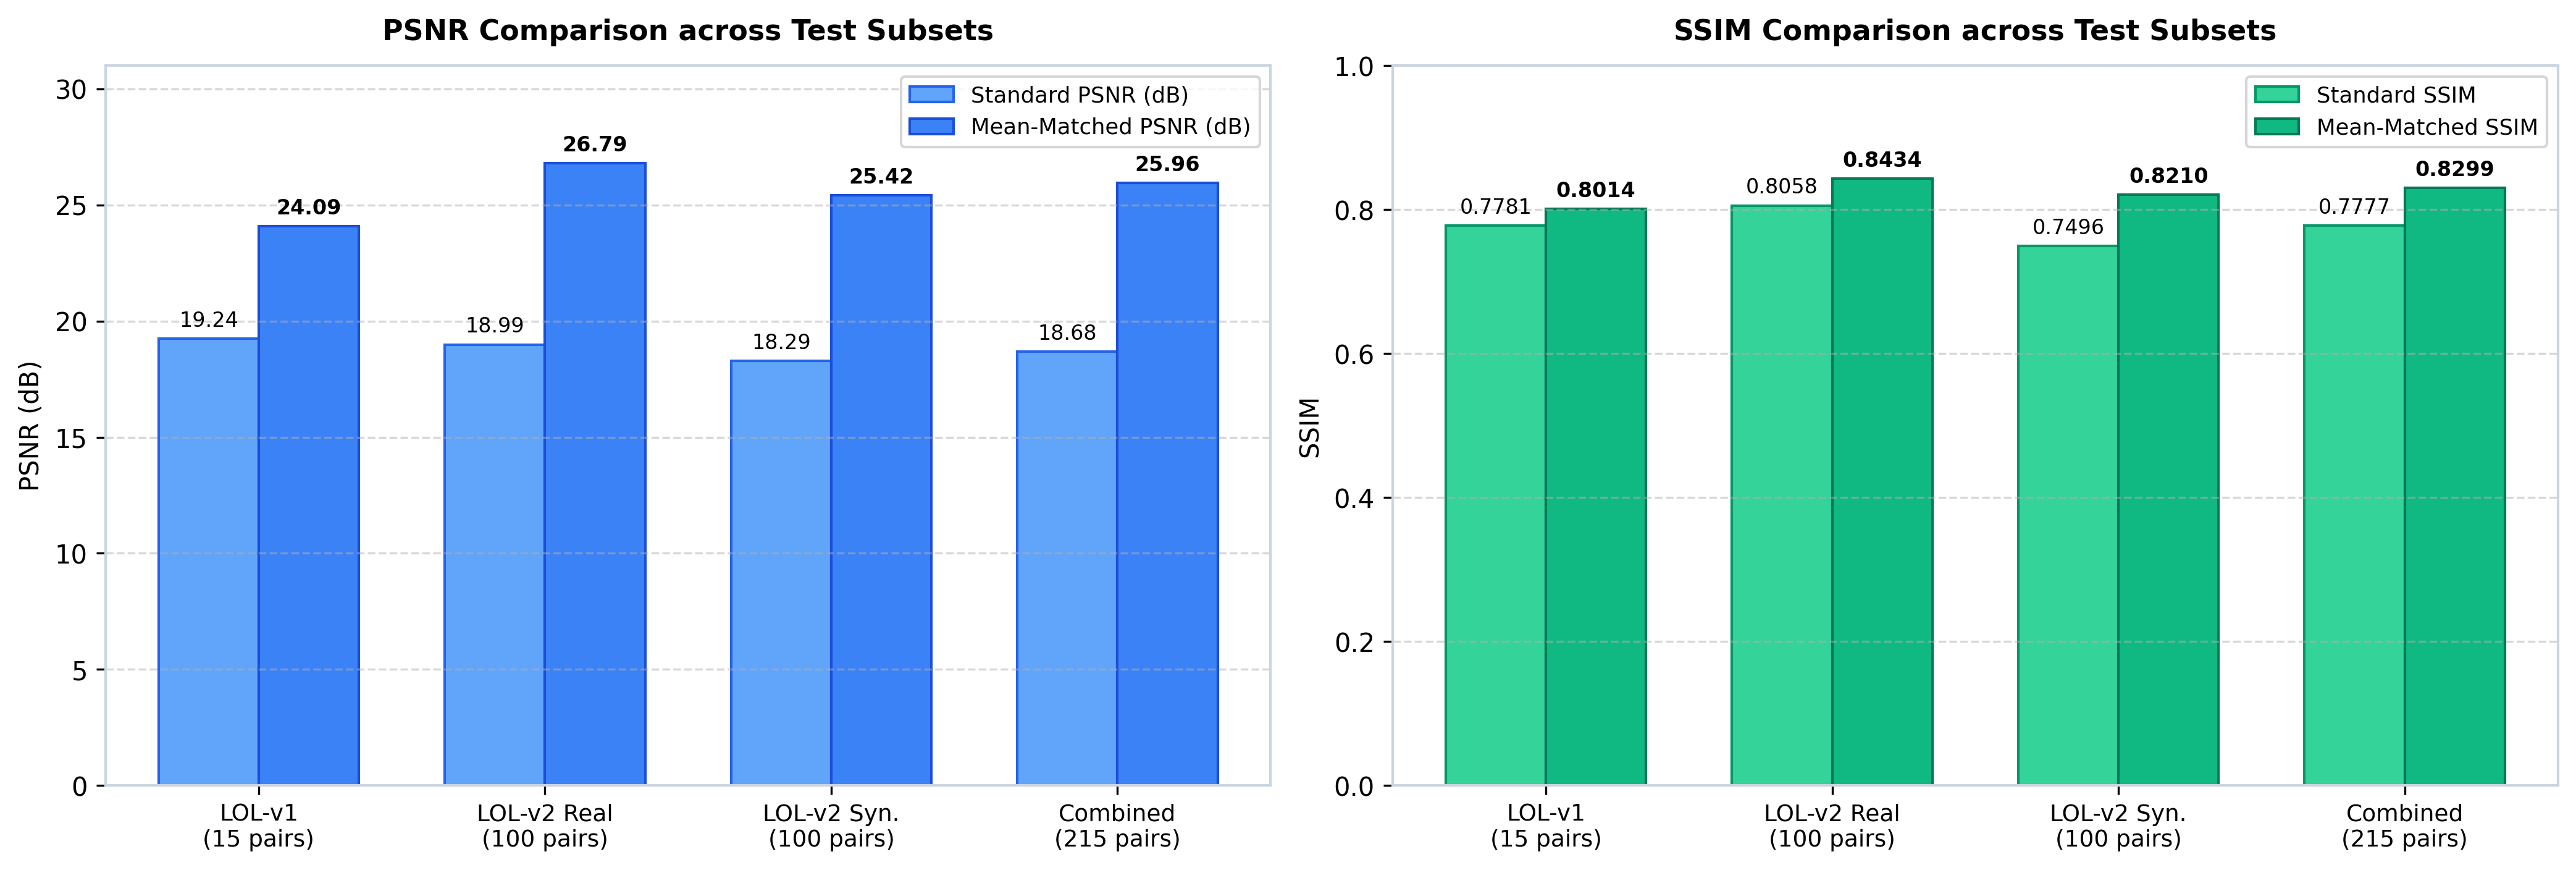 PSNR Comparison across Test Subsets
30
25
20
15
10
5
0
PSNR (dB)
Standard PSNR (dB)
Mean-Matched PSNR (dB)
19.24
24.09
18.99
26.79
18.29
25.42
18.68
25.96
LOL-v1
(15 pairs)
LOL-v2 Real
(100 pairs)
LOL-v2 Syn.
(100 pairs)
Combined
(215 pairs)
SSIM Comparison across Test Subsets
1.0
0.8
0.6
0.4
0.2
0.0
SSIM
Standard SSIM
Mean-Matched SSIM
0.7781
0.8014
0.8058
0.8434
0.7496
0.8210
0.7777
0.8299
LOL-v1
(15 pairs)
LOL-v2 Real
(100 pairs)
LOL-v2 Syn.
(100 pairs)
Combined
(215 pairs)